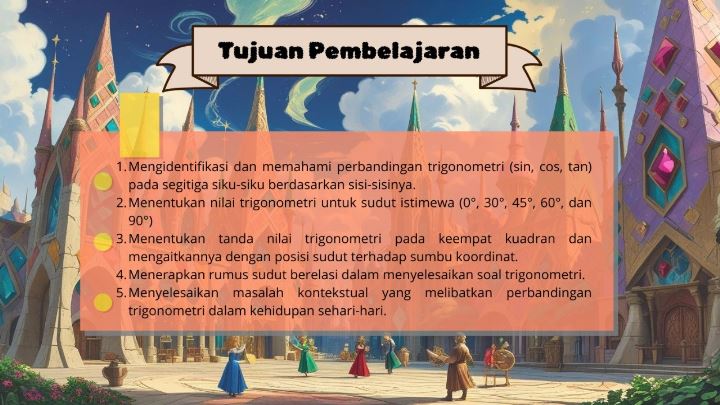 Tujuan Pembelajaran
1. Mengidentifikasi dan memahami perbandingan trigonometri (sin, cos, tan)
pada segitiga siku-siku berdasarkan sisi-sisinya.
2. Menentukan nilai trigonometri untuk sudut istimewa (0°, 30°, 45°, 60°, dan
90°)
3. Menentukan tanda nilai trigonometri pada keempat kuadran dan
mengaitkannya dengan posisi sudut terhadap sumbu koordinat.
4. Menerapkan rumus sudut berelasi dalam menyelesaikan soal trigonometri.
5. Menyelesaikan masalah kontekstual yang melibatkan perbandingan
trigonometri dalam kehidupan sehari-hari.